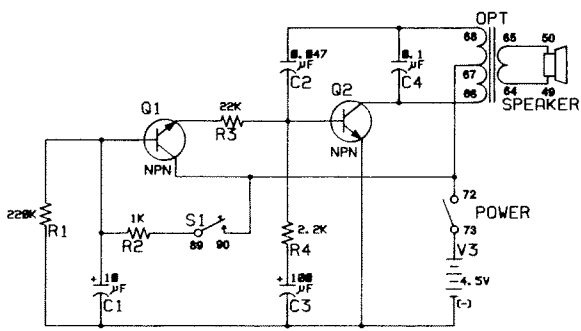 OPT
68
65
50
0.047
μF
C2
0.1
μF
C4
67
66
64
49
SPEAKER
Q1
22K
R3
Q2
NPN
NPN
220K
R1
1K
R2
S1
89
90
2.2K
R4
72
POWER
73
V3
4.5V
(-)
+10
μF
C1
+100
μF
C3